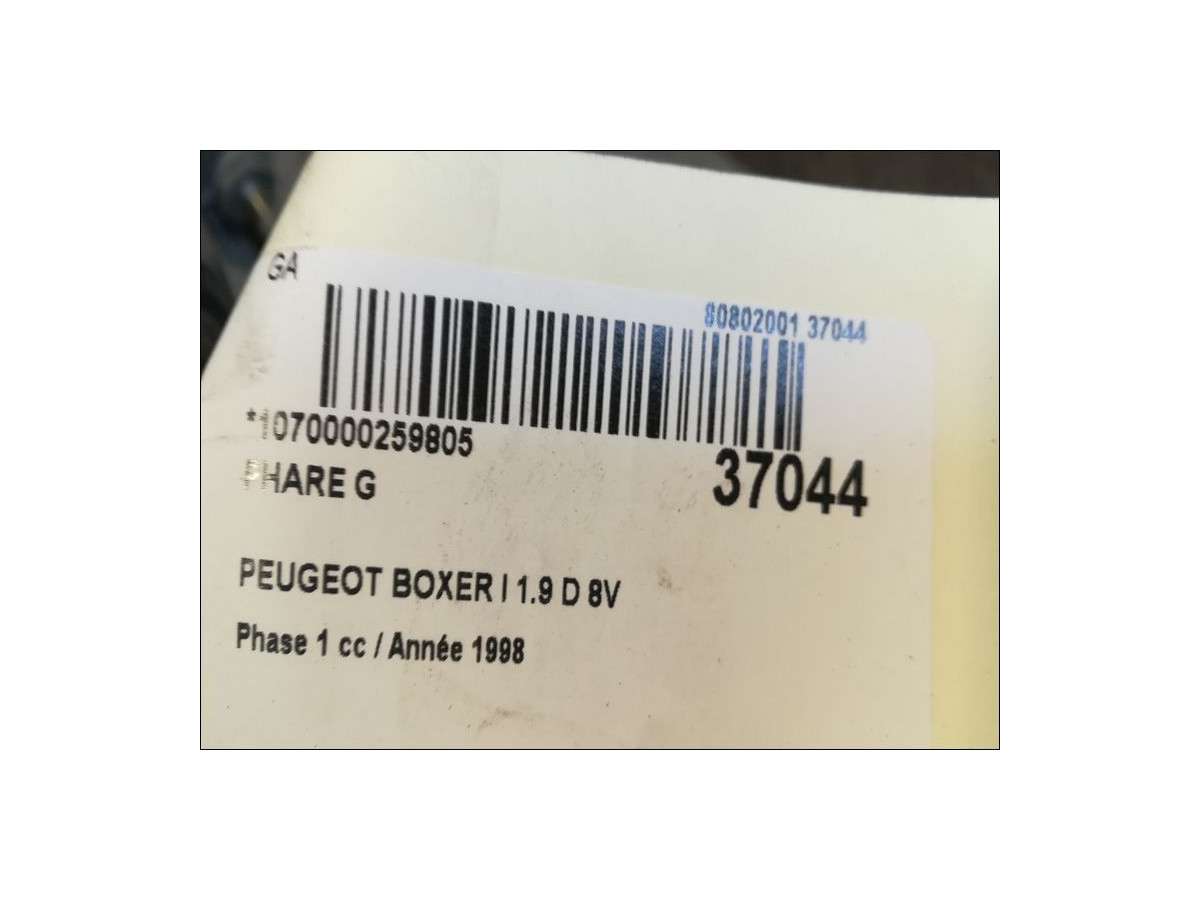 GA
80802001 37044
*1070000259805
37044
PHARE G
PEUGEOT BOXER I 1.9 D 8V
Phase 1 cc / Année 1998